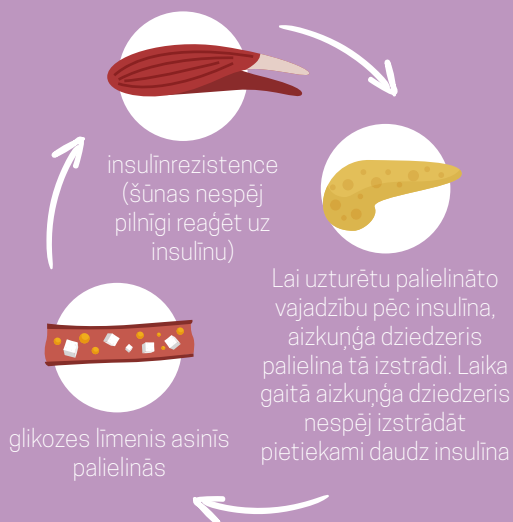 insulīnrezistence
(šūnas nespēj
pilnīgi reaģēt uz
insulīnu)
Lai uzturētu palielināto
vajadzību pēc insulīna,
aizkuņģa dziedzeris
palielina tā izstrādi. Laika
gaitā aizkuņģa dziedzeris
nespēj izstrādāt
pietiekami daudz insulīna
glikozes līmenis asinīs
palielinās